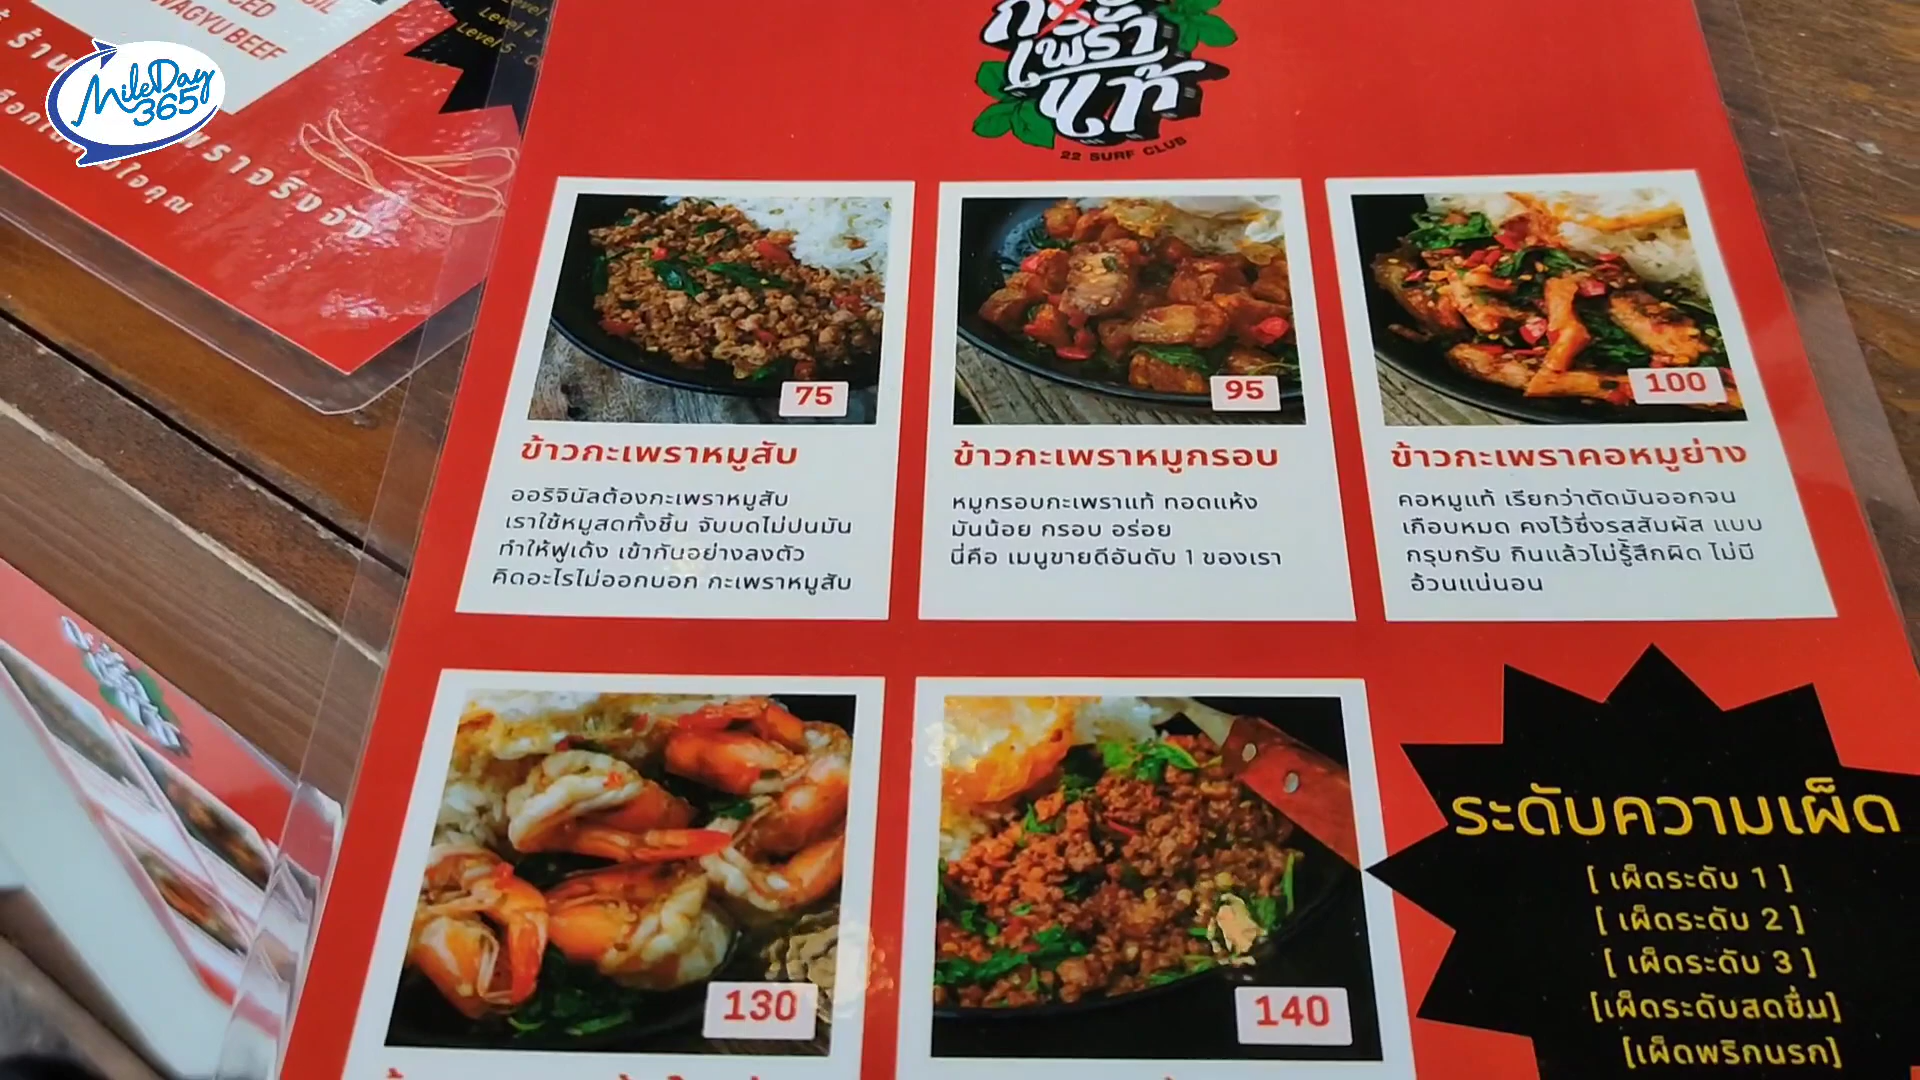 WAGYU BEEF
Level 4
Level 5
MileDay
365
เพราแท้
22 SURF CLUB
75
95
100
ข้าวกะเพราหมูสับ
ออริจินัลต้องกะเพราหมูสับ
เราใช้หมูสดทั้งชิ้น จับบดไม่ปนมัน
ทำให้ฟูเด้ง เข้ากันอย่างลงตัว
คิดอะไรไม่ออกบอก กะเพราหมูสับ
ข้าวกะเพราหมูกรอบ
หมูกรอบกะเพราแท้ ทอดแห้ง
มันน้อย กรอบ อร่อย
นี่คือ เมนูขายดีอันดับ 1 ของเรา
ข้าวกะเพราคอหมูย่าง
คอหมูแท้ เรียกว่าตัดมันออกจน
เกือบหมด คงไว้ซึ่งรสสัมผัส แบบ
กรุบกรับ กินแล้วไม่รู้สึกผิด ไม่มี
อ้วนแน่นอน
130
140
ระดับความเผ็ด
[ เผ็ดระดับ 1 ]
[ เผ็ดระดับ 2 ]
[ เผ็ดระดับ 3 ]
[เผ็ดระดับสดชื่น]
[เผ็ดพริกนรก]